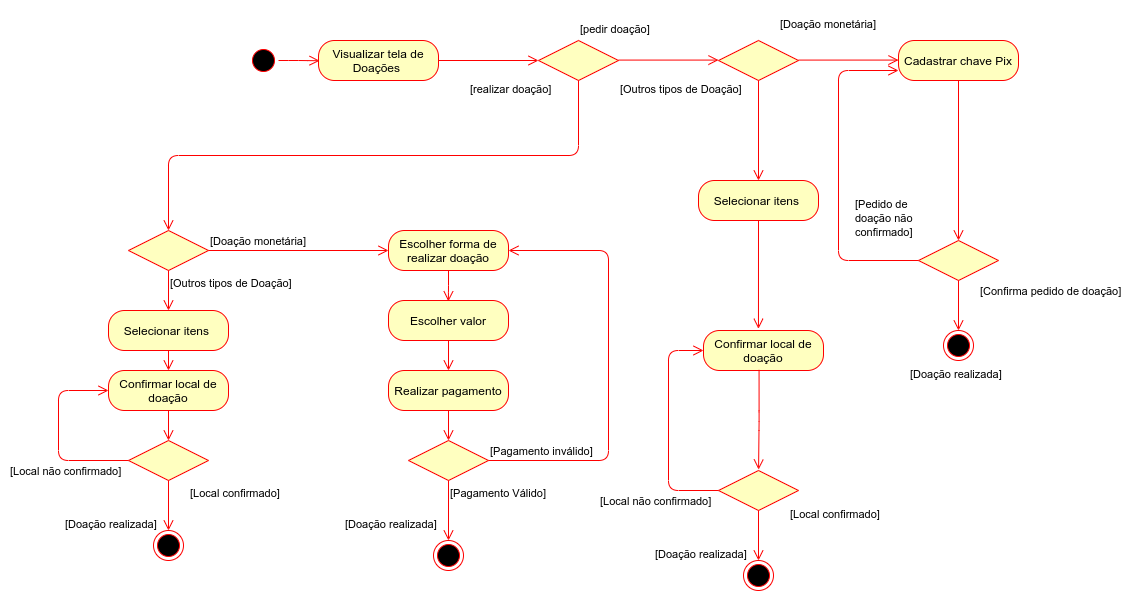 [Doação monetária]
[pedir doação]
Visualizar tela de
Doações
Cadastrar chave Pix
[realizar doação]
[Outros tipos de Doação]
Selecionar itens
[Pedido de
doação não
confirmado]
[Doação monetária]
Escolher forma de
realizar doação
[Outros tipos de Doação]
[Confirma pedido de doação]
Selecionar itens
Escolher valor
Confirmar local de
doação
[Doação realizada]
Confirmar local de
doação
Realizar pagamento
[Pagamento inválido]
[Local não confirmado]
[Local confirmado]
[Pagamento Válido]
[Local não confirmado]
[Local confirmado]
[Doação realizada]
[Doação realizada]
[Doação realizada]